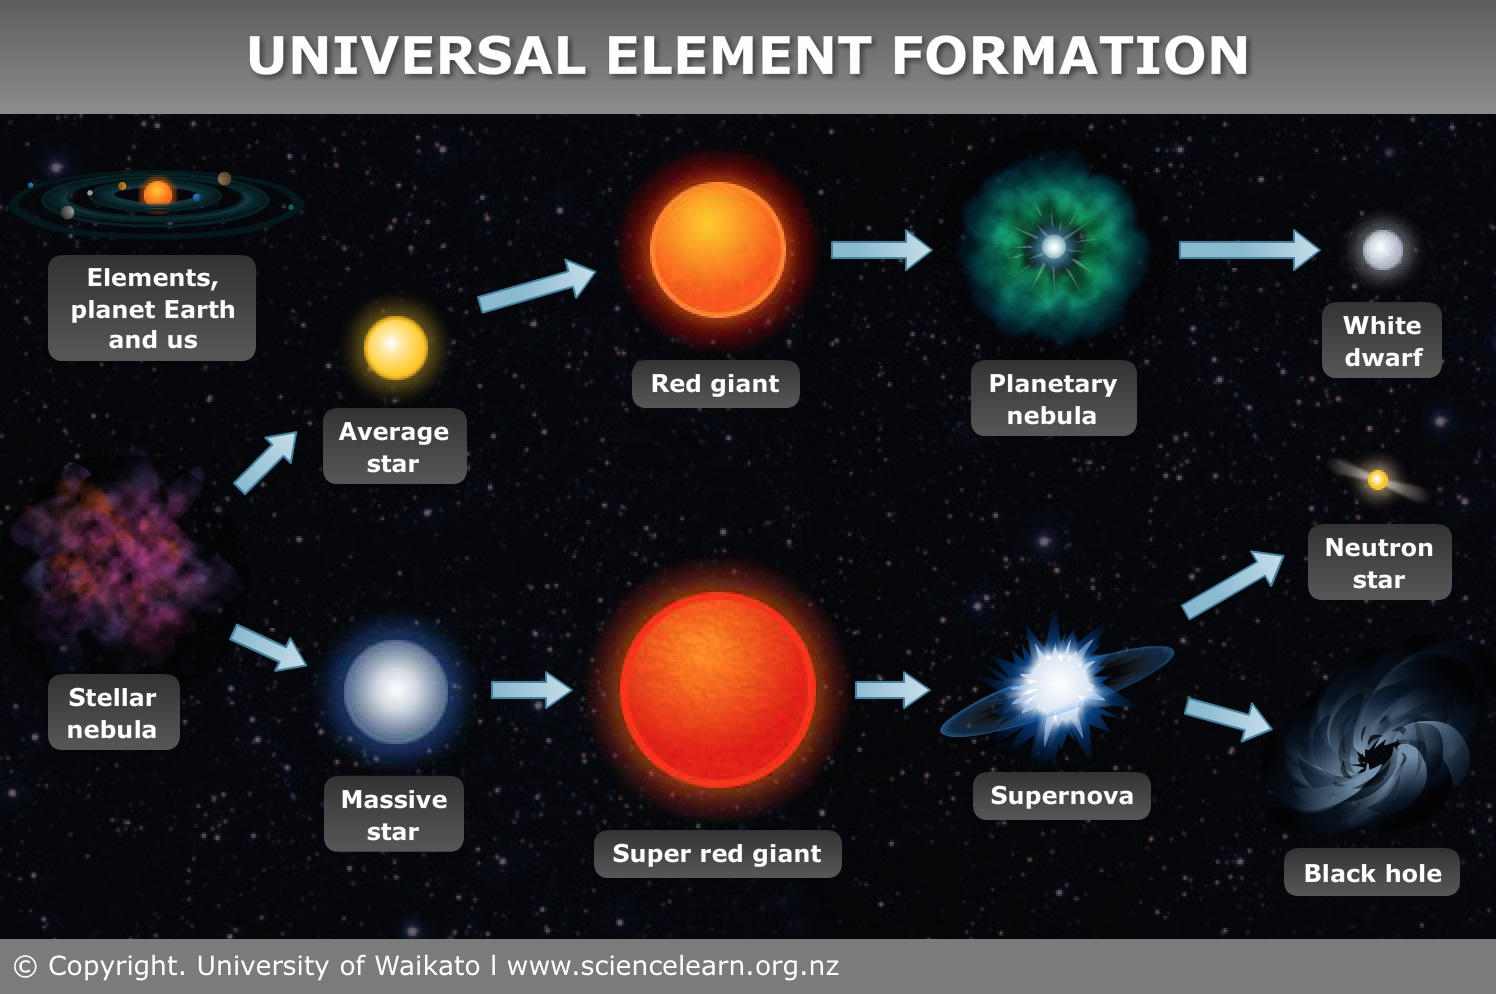 UNIVERSAL ELEMENT FORMATION
Elements,
planet Earth
and us
Average
star
Red giant
Planetary
nebula
White
dwarf
Stellar
nebula
Massive
star
Super red giant
Supernova
Neutron
star
Black hole
© Copyright. University of Waikato l www.sciencelearn.org.nz